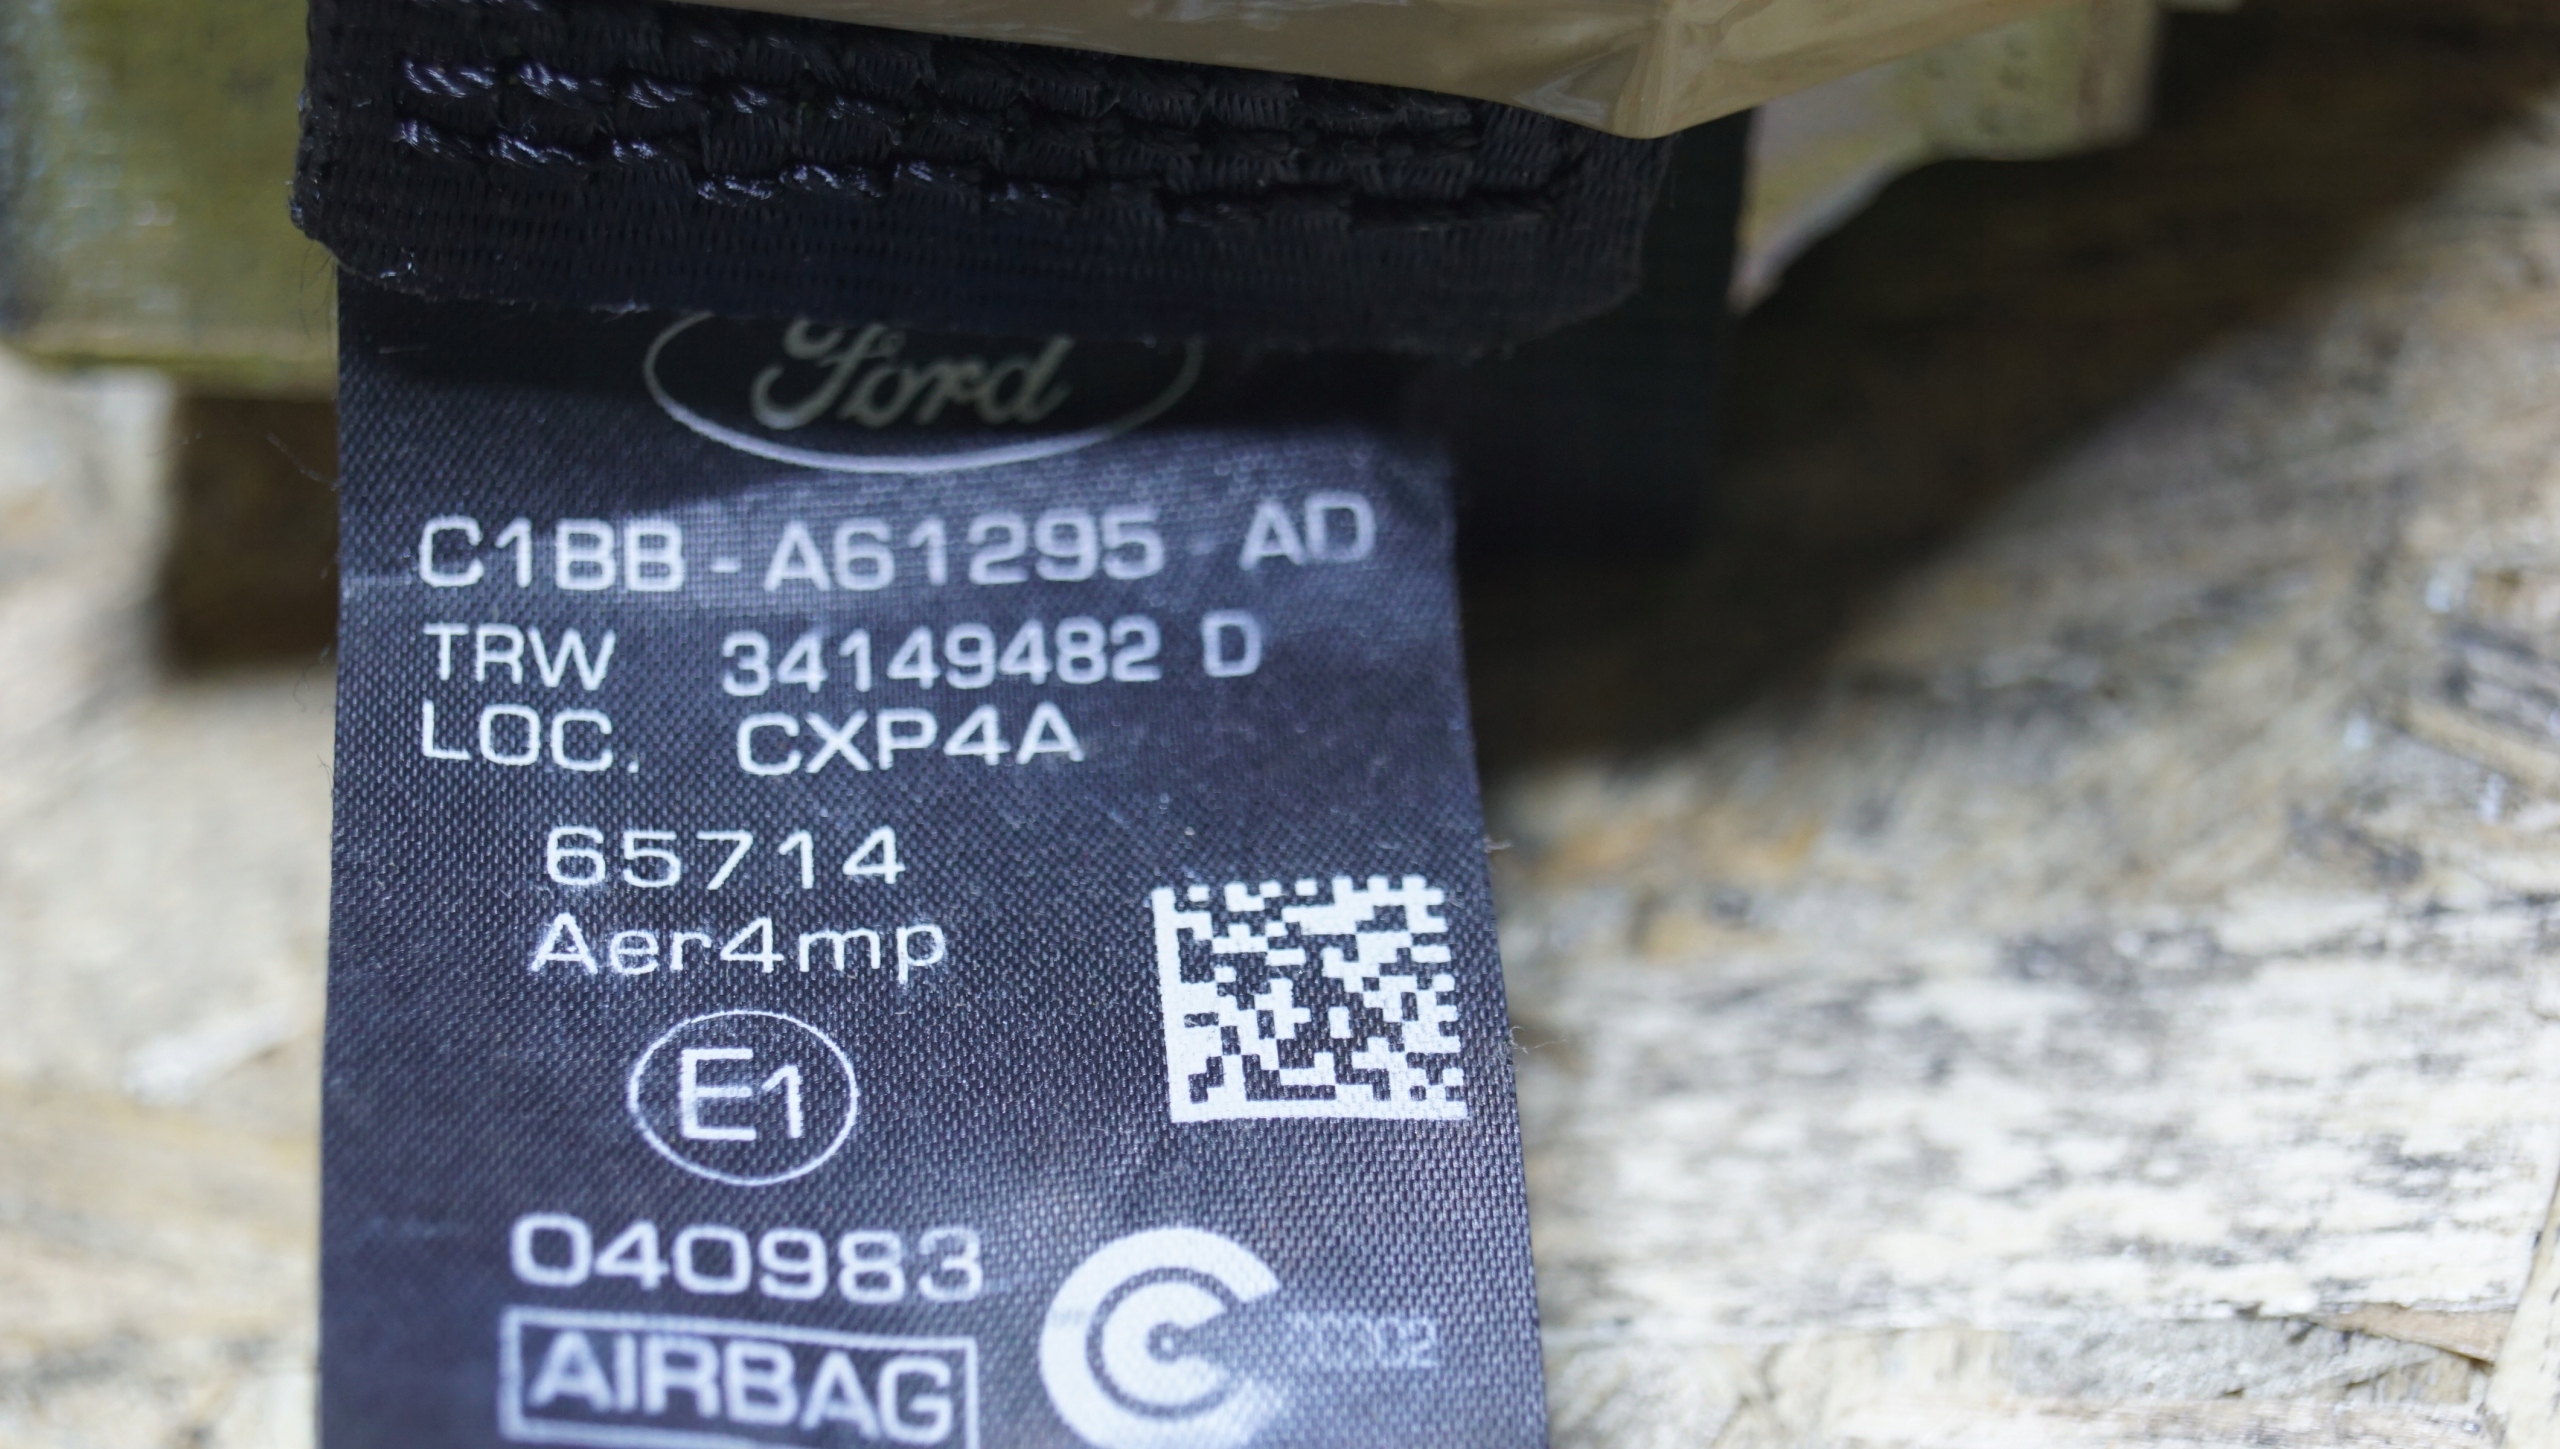 Ford
C1BB - A61295 - AD
TRW 34149482 D
LOC. CXP4A
65714
Aer4mp
E1
040983
AIRBAG